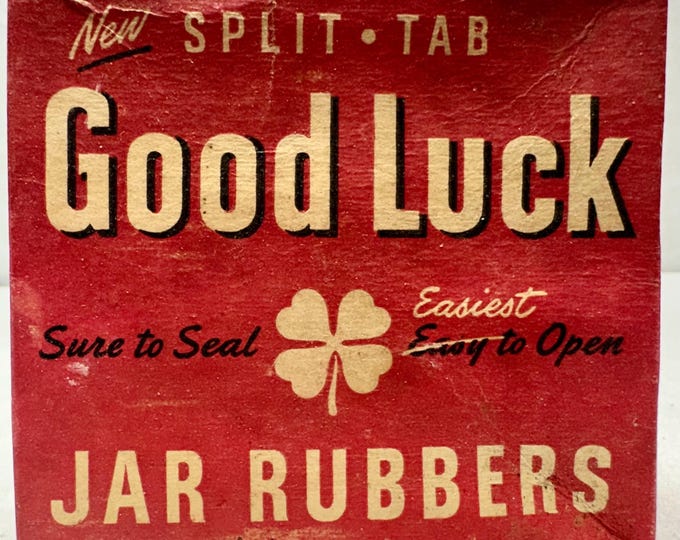 New SPLIT • TAB
Good Luck
Easiest
Sure to Seal Easy to Open
JAR RUBBERS